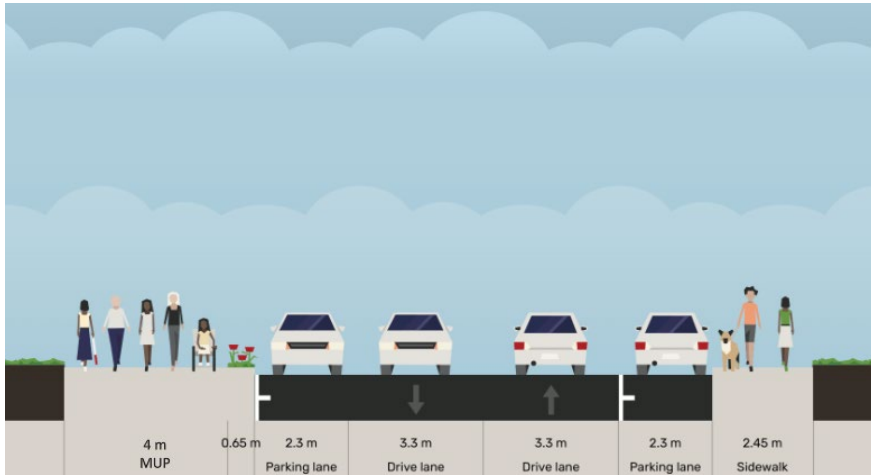 4 m
MUP
0.65 m
2.3 m
Parking lane
3.3 m
Drive lane
3.3 m
Drive lane
2.3 m
Parking lane
2.45 m
Sidewalk